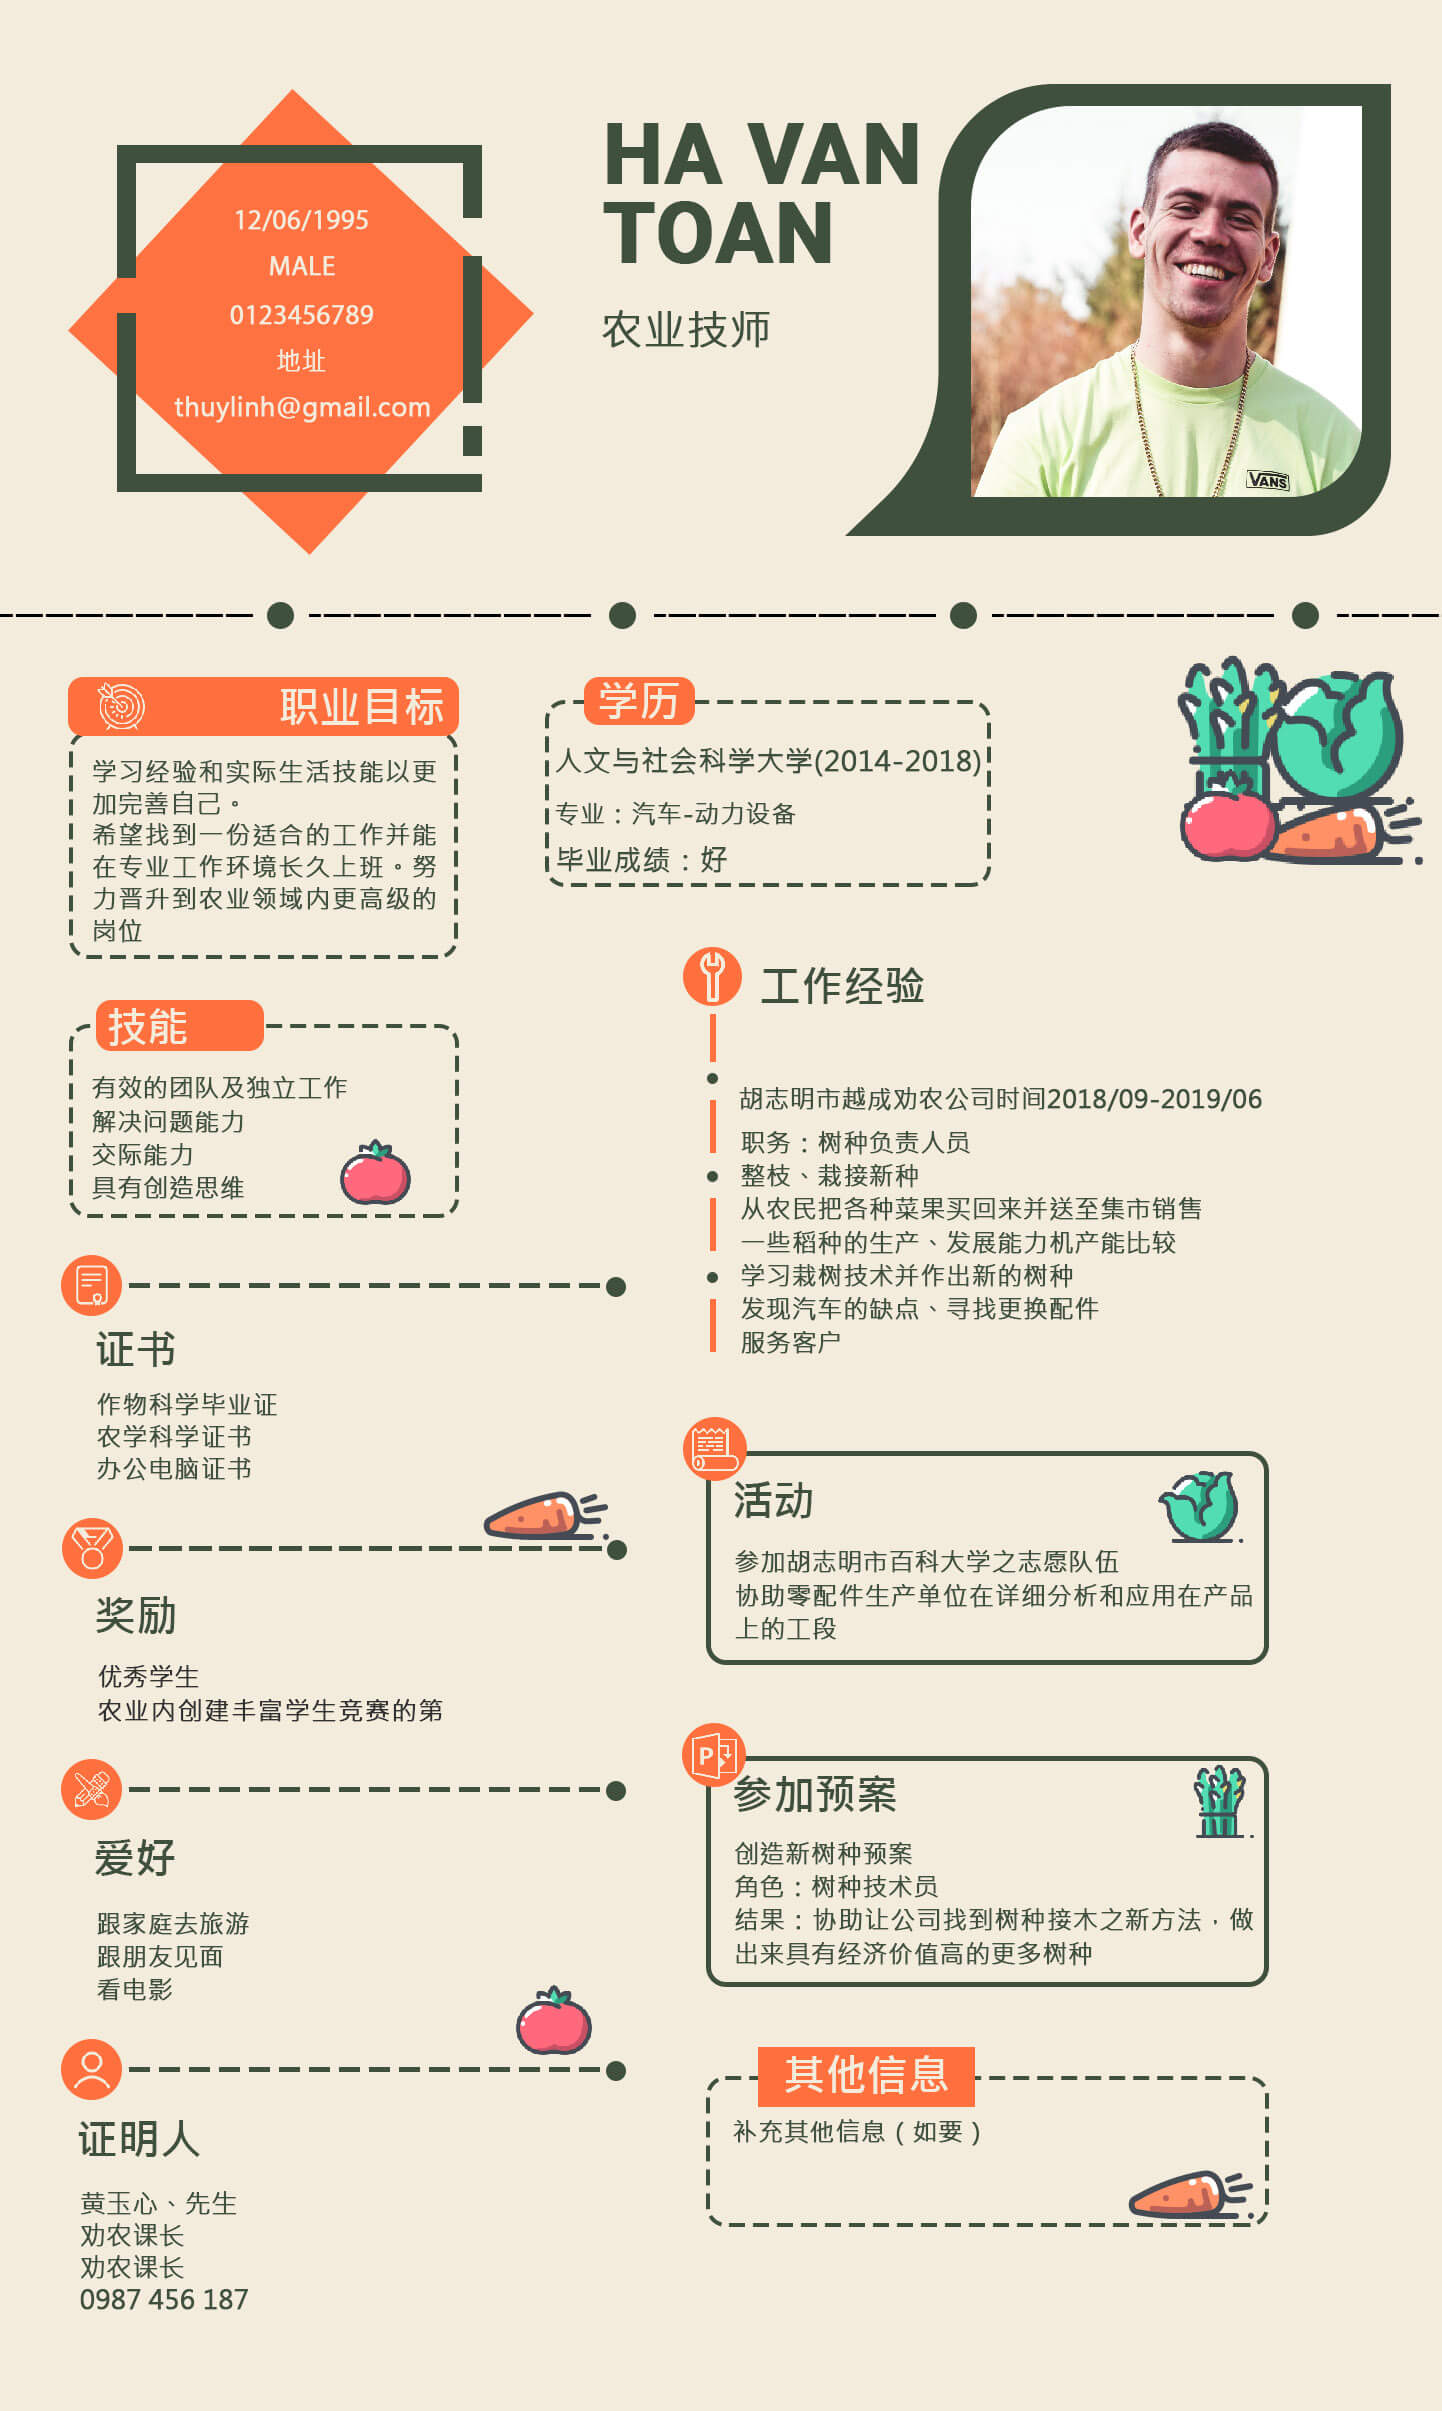 12/06/1995
MALE
0123456789
地址
thuylinh@gmail.com
HA VAN
TOAN
农业技师
VANS
职业目标
学习经验和实际生活技能以更
加完善自己。
希望找到一份适合的工作并能
在专业工作环境长久上班。努
力晋升到农业领域内更高级的
岗位
学历
人文与社会科学大学(2014-2018)
专业：汽车-动力设备
毕业成绩：好
技能
有效的团队及独立工作
解决问题能力
交际能力
具有创造思维
工作经验
胡志明市越成劝农公司时间2018/09-2019/06
职务：树种负责人员
整枝、栽接新种
从农民把各种菜果买回来并送至集市销售
一些稻种的生产、发展能力机产能比较
学习栽树技术并作出新的树种
发现汽车的缺点、寻找更换配件
服务客户
证书
作物科学毕业证
农学科学证书
办公电脑证书
奖励
优秀学生
农业内创建丰富学生竞赛的第
爱好
跟家庭去旅游
跟朋友见面
看电影
证明人
黄玉心、先生
劝农课长
劝农课长
0987 456 187
活动
参加胡志明市百科大学之志愿队伍
协助零配件生产单位在详细分析和应用在产品
上的工段
P
参加预案
创造新树种预案
角色：树种技术员
结果：协助让公司找到树种接木之新方法，做
出来具有经济价值高的更多树种
其他信息
补充其他信息（如要）